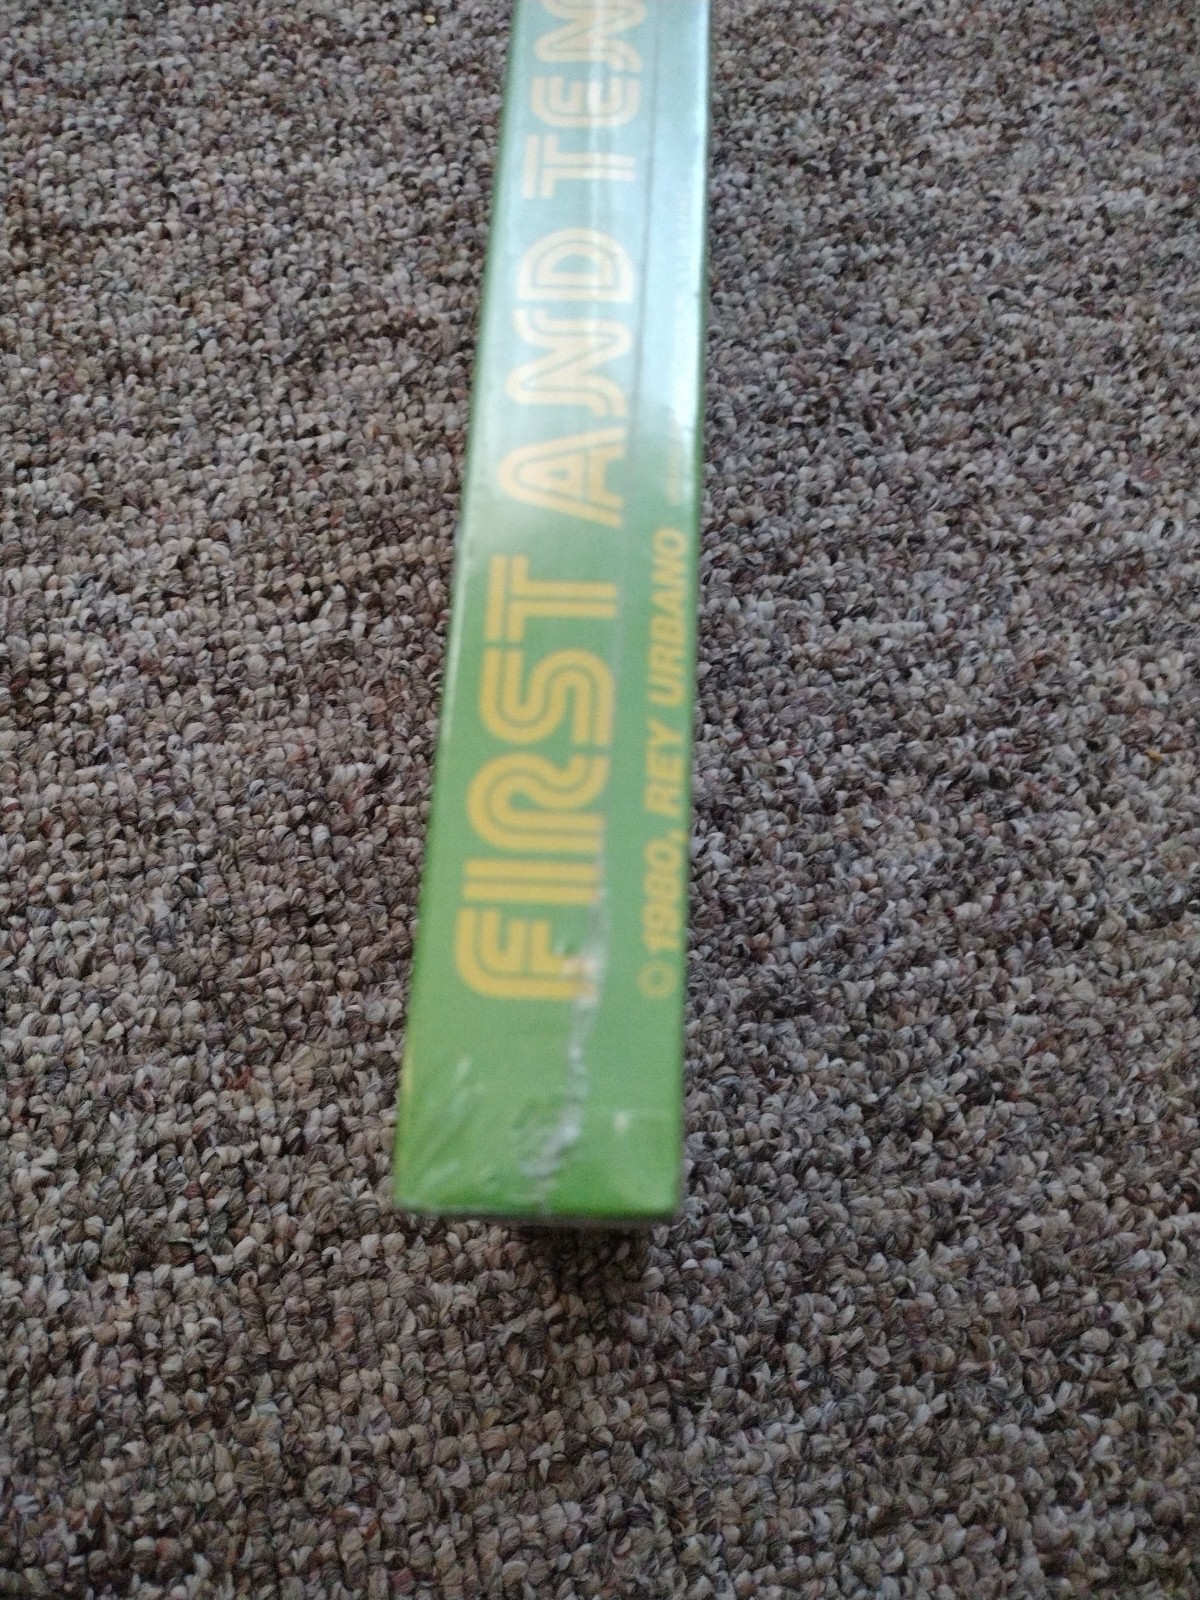 FIRST AND TEN
© 1980, REY URBANO